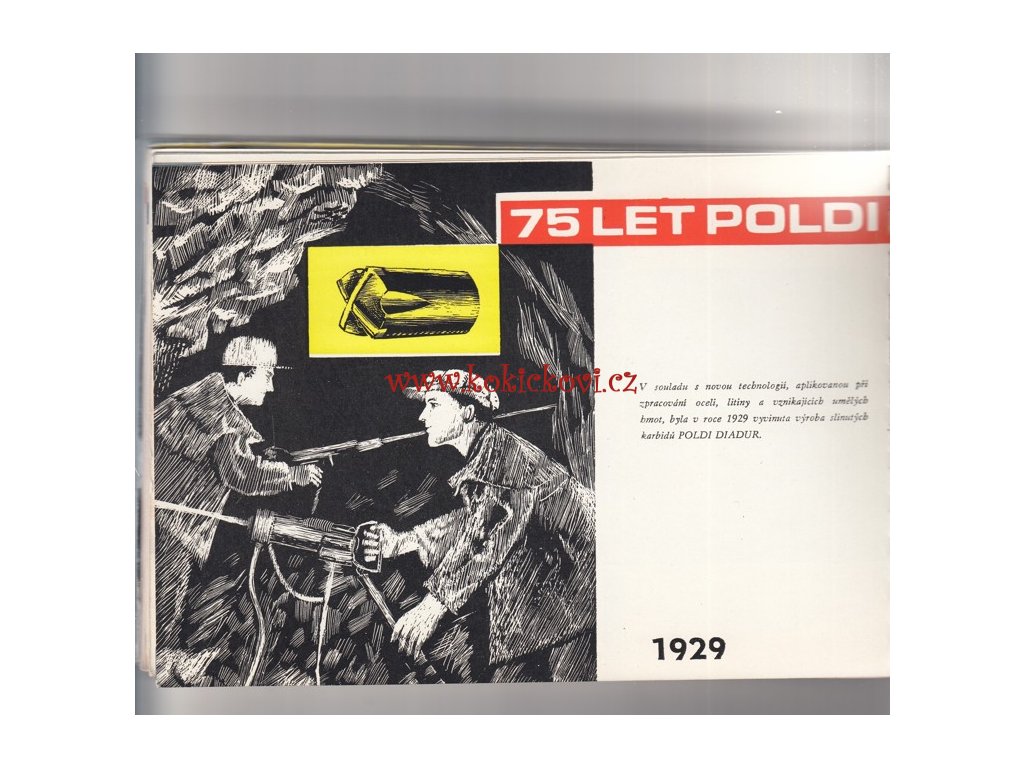 75 LET POLDI
www.kokickovi.cz
V souladu s novou technologií, aplikovanou při
zpracování oceli, litiny a vznikajících umělých
hmot, byla v roce 1929 vyvinuta výroba slinutých
karbidů POLDI DIADUR.
1929